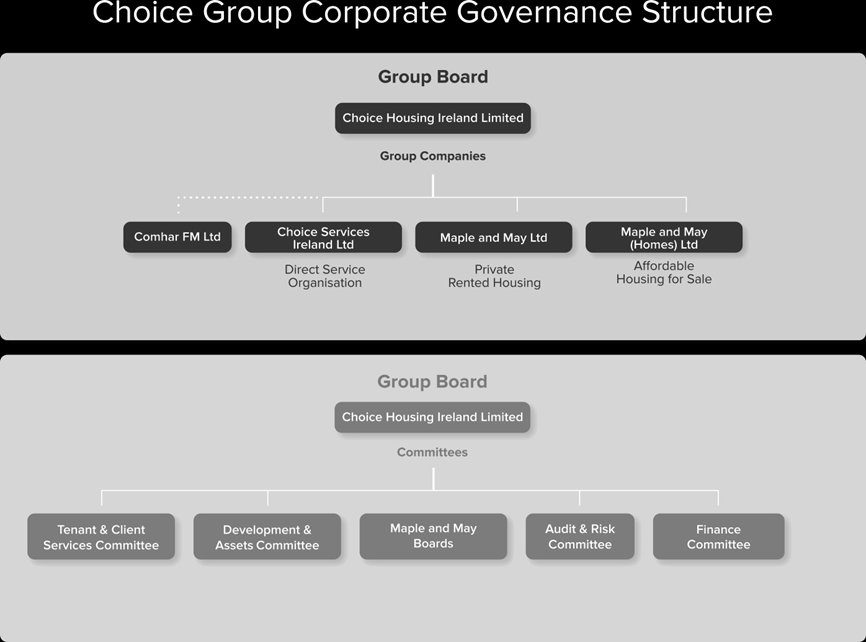 Choice Group Corporate Governance Structure
Group Board
Choice Housing Ireland Limited
Group Companies
Comhar FM Ltd
Choice Services
Ireland Ltd
Maple and May Ltd
Maple and May
(Homes) Ltd
Direct Service
Organisation
Private
Rented Housing
Affordable
Housing for Sale
Group Board
Choice Housing Ireland Limited
Committees
Tenant & Client
Services Committee
Development &
Assets Committee
Maple and May
Boards
Audit & Risk
Committee
Finance
Committee